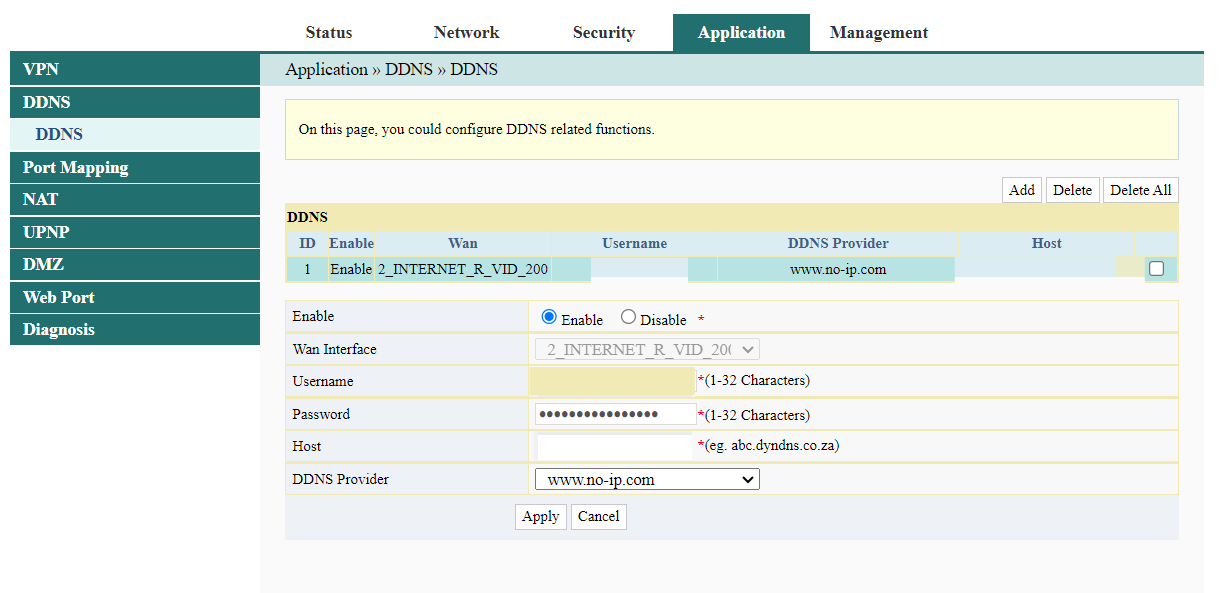 Status Network Security Application Management
VPN
Application » DDNS » DDNS
DDNS
DDNS
Port Mapping
NAT
UPNP
DMZ
Web Port
Diagnosis
On this page, you could configure DDNS related functions.
Add Delete Delete All
DDNS
ID Enable Wan Username DDNS Provider Host
1 Enable 2_INTERNET_R_VID_200 www.no-ip.com
Enable Enable Disable *
Wan Interface 2_INTERNET_R_VID_200
Username *(1-32 Characters)
Password •••••••••••••••• *(1-32 Characters)
Host *(eg. abc.dyndns.co.za)
DDNS Provider www.no-ip.com
Apply Cancel